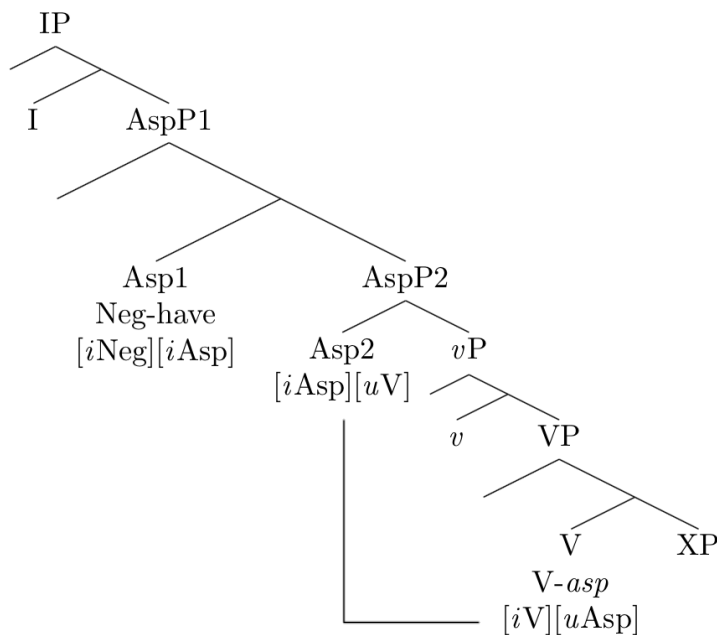 IP
I AspP1
Asp1 AspP2
Neg-have
[iNeg][iAsp] Asp2 vP
[iAsp][uV]
v VP
V XP
V-asp
[iV][uAsp]